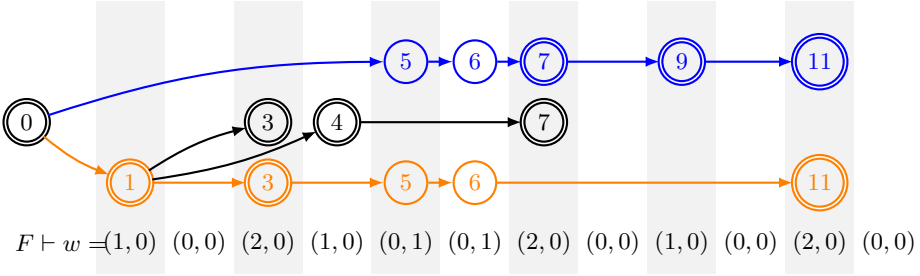 5 6 7 9 11
0 3 4 7
1 3 5 6 11
F ⊢ w = (1, 0) (0, 0) (2, 0) (1, 0) (0, 1) (0, 1) (2, 0) (0, 0) (1, 0) (0, 0) (2, 0) (0, 0)